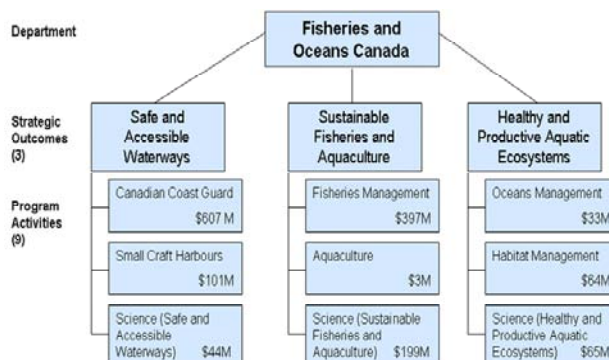 Department
Fisheries and
Oceans Canada
Strategic
Outcomes
(3)
Safe and
Accessible
Waterways
Sustainable
Fisheries and
Aquaculture
Healthy and
Productive Aquatic
Ecosystems
Program
Activities
(9)
Canadian Coast Guard
$607 M
Fisheries Management
$397M
Oceans Management
$33M
Small Craft Harbours
$101M
Aquaculture
$3M
Habitat Management
$64M
Science (Safe and
Accessible
Waterways) $44M
Science (Sustainable
Fisheries and
Aquaculture) $199M
Science (Healthy and
Productive Aquatic
Ecosystems) $65M